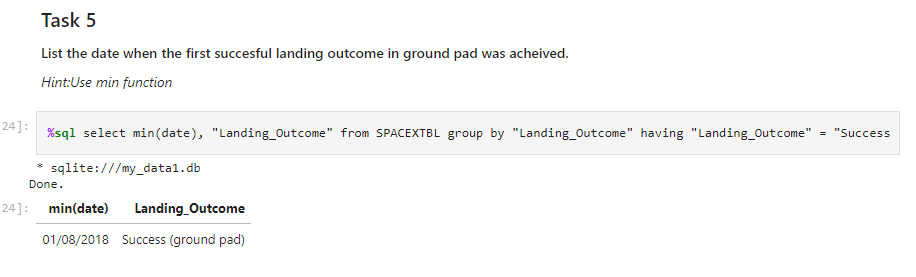 Task 5
List the date when the first succesful landing outcome in ground pad was acheived.
Hint:Use min function
24]: %sql select min(date), "Landing_Outcome" from SPACEXTBL group by "Landing_Outcome" having "Landing_Outcome" = "Success
* sqlite:///my_data1.db
Done.
24]: min(date) Landing_Outcome
01/08/2018 Success (ground pad)